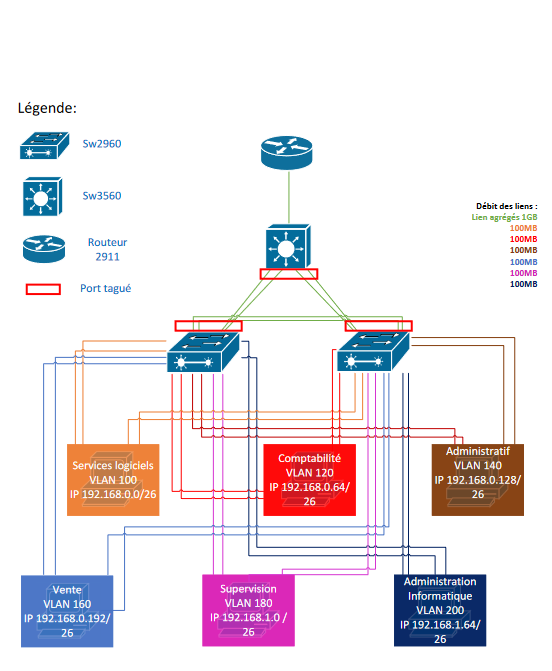 Légende:
Sw2960
Sw3560
Routeur
2911
Port tagué
Débit des liens :
Lien agrégés 1GB
100MB
100MB
100MB
100MB
100MB
100MB
Services logiciels
VLAN 100
IP 192.168.0.0/26
Comptabilité
VLAN 120
IP 192.168.0.64/
26
Administratif
VLAN 140
IP 192.168.0.128/
26
Vente
VLAN 160
IP 192.168.0.192/
26
Supervision
VLAN 180
IP 192.168.1.0 /
26
Administration
Informatique
VLAN 200
IP 192.168.1.64/
26